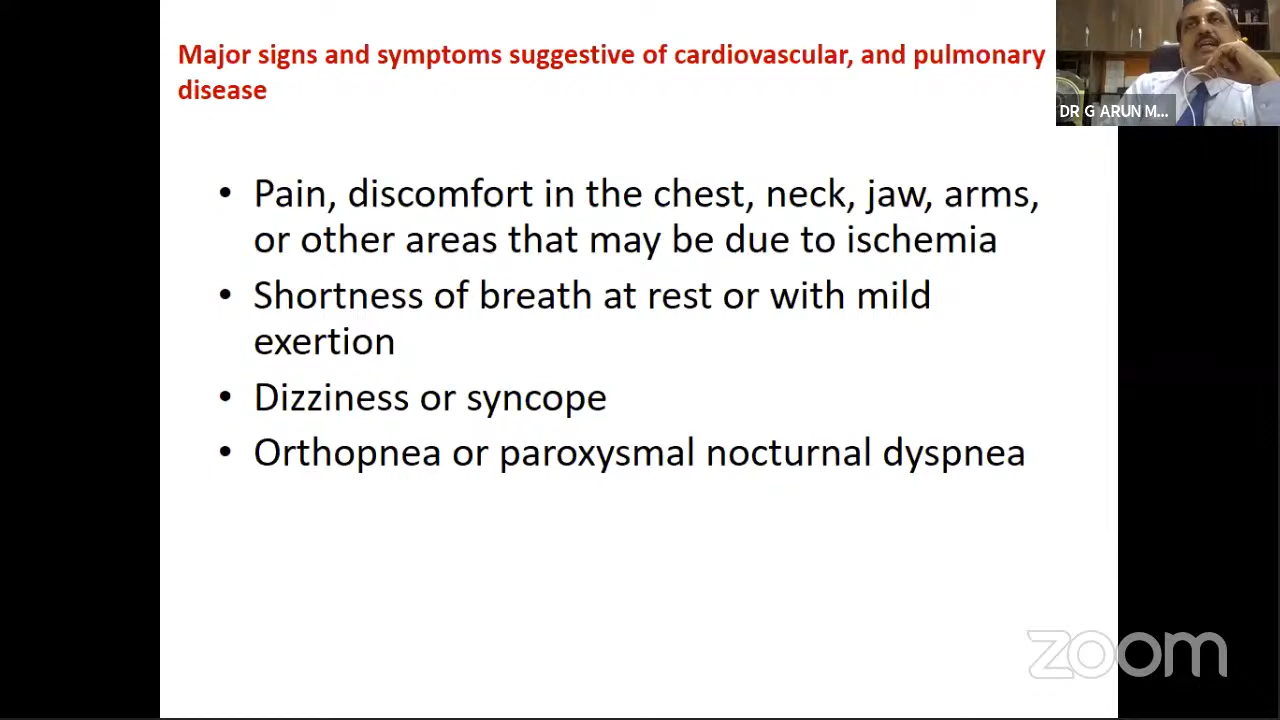 Major signs and symptoms suggestive of cardiovascular, and pulmonary
disease
DR G ARUN M...
• Pain, discomfort in the chest, neck, jaw, arms,
or other areas that may be due to ischemia
• Shortness of breath at rest or with mild
exertion
• Dizziness or syncope
• Orthopnea or paroxysmal nocturnal dyspnea
zoom